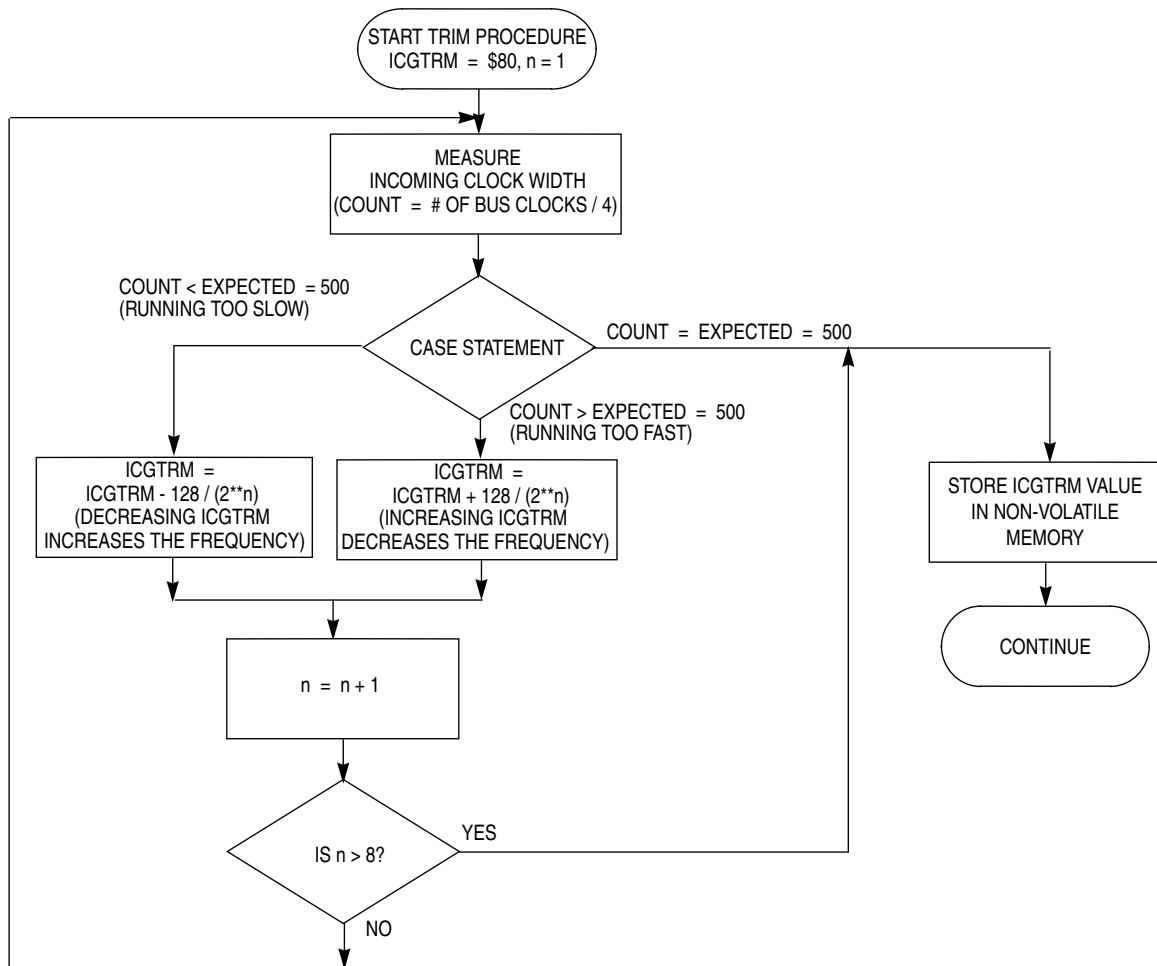 START TRIM PROCEDURE
ICGTRM = $80, n = 1
MEASURE
INCOMING CLOCK WIDTH
(COUNT = # OF BUS CLOCKS / 4)
COUNT < EXPECTED = 500
(RUNNING TOO SLOW)
CASE STATEMENT
COUNT = EXPECTED = 500
COUNT > EXPECTED = 500
(RUNNING TOO FAST)
ICGTRM =
ICGTRM - 128 / (2**n)
(DECREASING ICGTRM
INCREASES THE FREQUENCY)
ICGTRM =
ICGTRM + 128 / (2**n)
(INCREASING ICGTRM
DECREASES THE FREQUENCY)
STORE ICGTRM VALUE
IN NON-VOLATILE
MEMORY
CONTINUE
n = n + 1
IS n > 8?
YES
NO